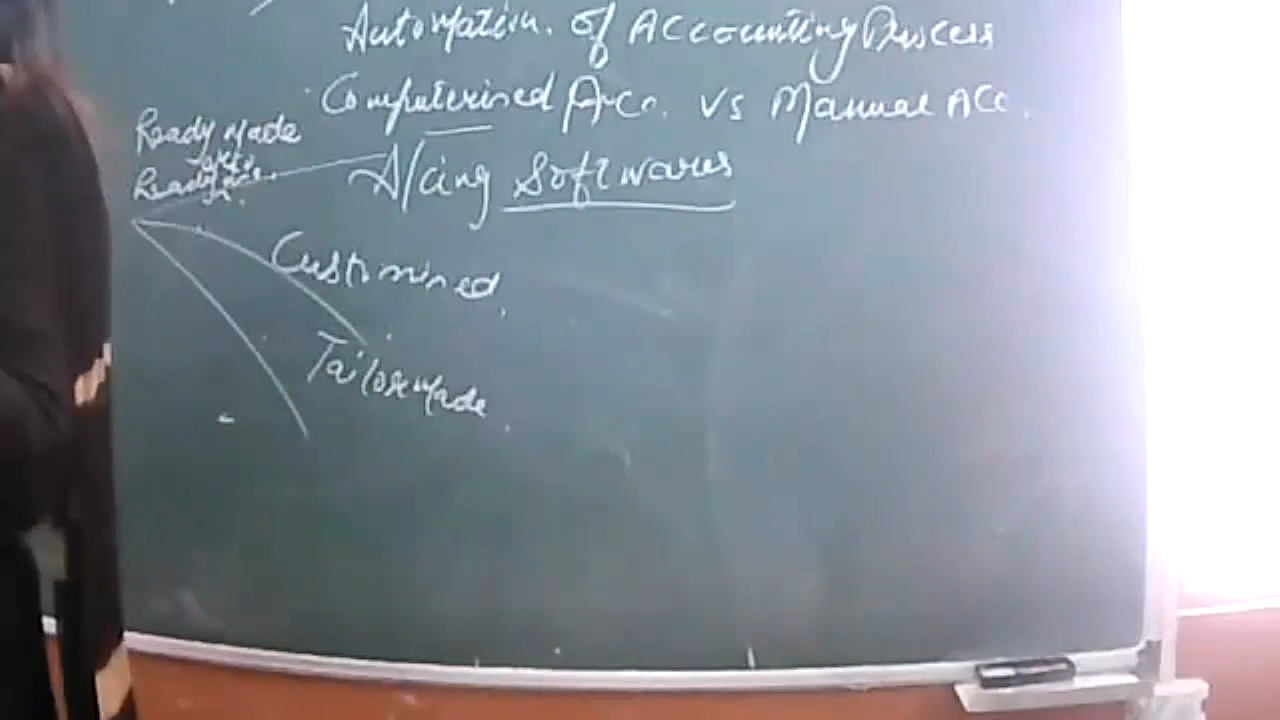 Automation. of Accounting Process
Computerised Acc. vs Manual Acc.
Ready Made
A/cing Softwares
Customised
Tailormade